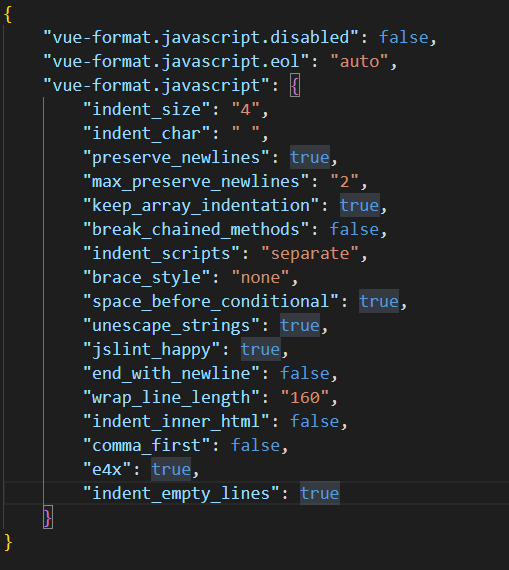 {
"vue-format.javascript.disabled": false,
"vue-format.javascript.eol": "auto",
"vue-format.javascript": {
"indent_size": "4",
"indent_char": " ",
"preserve_newlines": true,
"max_preserve_newlines": "2",
"keep_array_indentation": true,
"break_chained_methods": false,
"indent_scripts": "separate",
"brace_style": "none",
"space_before_conditional": true,
"unescape_strings": true,
"jslint_happy": true,
"end_with_newline": false,
"wrap_line_length": "160",
"indent_inner_html": false,
"comma_first": false,
"e4x": true,
"indent_empty_lines": true
}
}